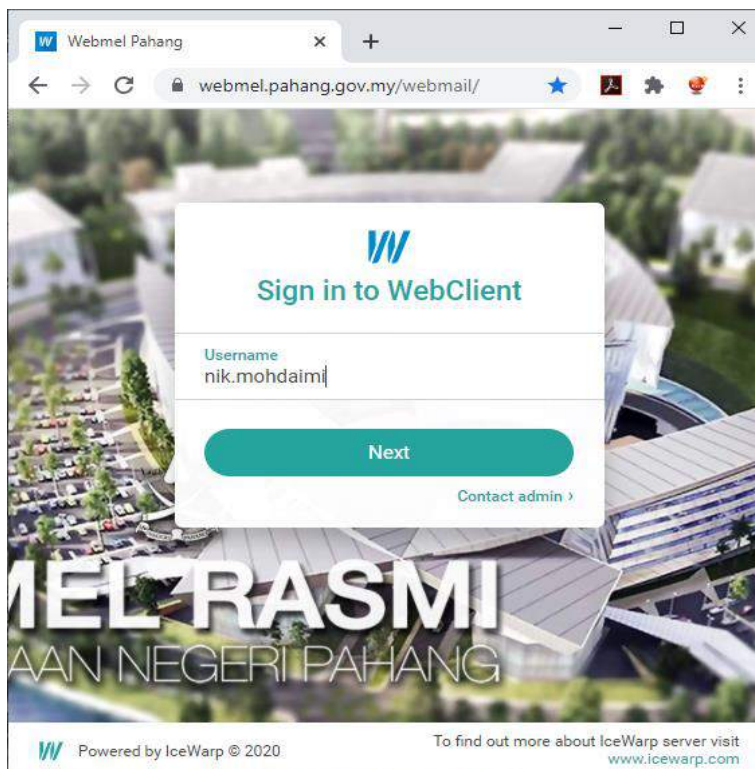 Webmel Pahang
webmel.pahang.gov.my/webmail/
Sign in to WebClient
Username
nik.mohdaimi
Next
Contact admin ›
MEL RASMI
AAN NEGERI PAHANG
Powered by IceWarp © 2020
To find out more about IceWarp server visit
www.icewarp.com